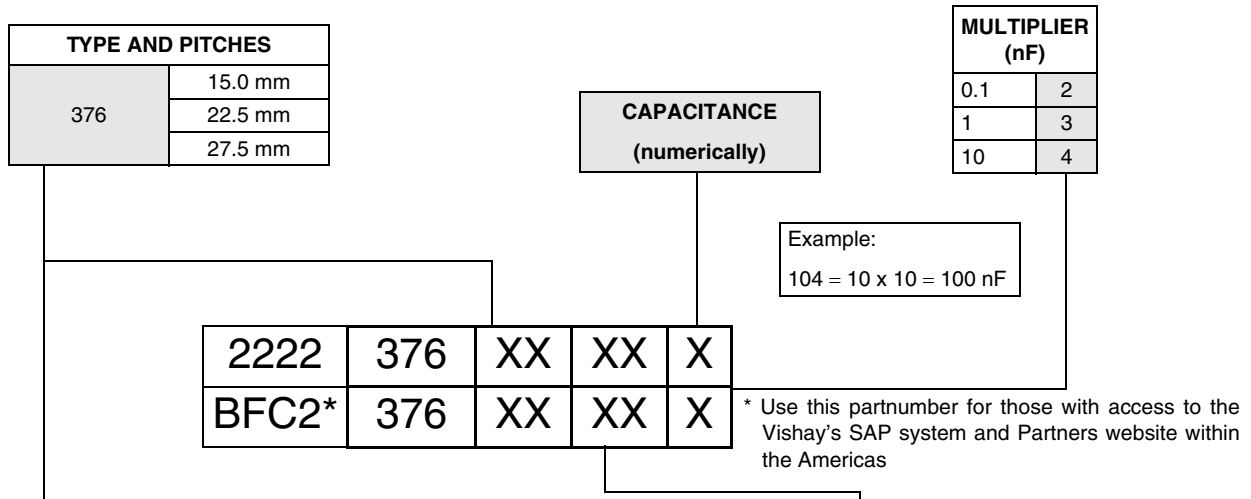 TYPE AND PITCHES
376
15.0 mm
22.5 mm
27.5 mm
CAPACITANCE
(numerically)
MULTIPLIER
(nF)
0.1 2
1 3
10 4
Example:
104 = 10 x 10 = 100 nF
2222 376 XX XX X
BFC2* 376 XX XX X
* Use this partnumber for those with access to the
Vishay's SAP system and Partners website within
the Americas